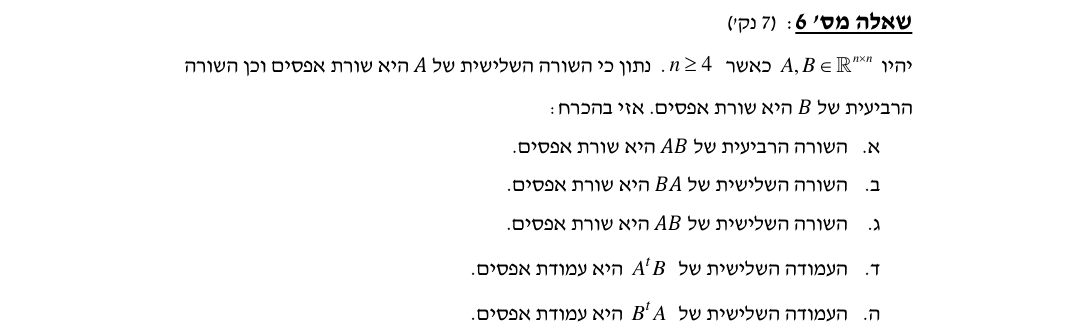 שאלה מס' 6: (7 נק')
יהיו A, B ∈ ℝⁿˣⁿ כאשר n ≥ 4. נתון כי השורה השלישית של A היא שורת אפסים וכן השורה
הרביעית של B היא שורת אפסים. אזי בהכרח:
א. השורה הרביעית של AB היא שורת אפסים.
ב. השורה השלישית של BA היא שורת אפסים.
ג. השורה השלישית של AB היא שורת אפסים.
ד. העמודה השלישית של AᵗB היא עמודת אפסים.
ה. העמודה השלישית של BᵗA היא עמודת אפסים.